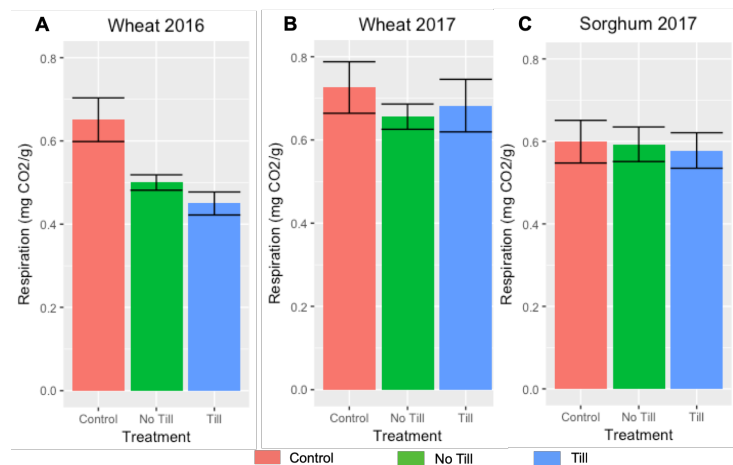 A
Wheat 2016
Respiration (mg CO2/g)
0.8
0.6
0.4
0.2
0.0
Control
No Till
Till
Treatment
B
Wheat 2017
Respiration (mg CO2/g)
0.8
0.6
0.4
0.2
0.0
Control
No Till
Till
Treatment
C
Sorghum 2017
Respiration (mg CO2/g)
0.8
0.6
0.4
0.2
0.0
Control
No Till
Till
Treatment
Control
No Till
Till